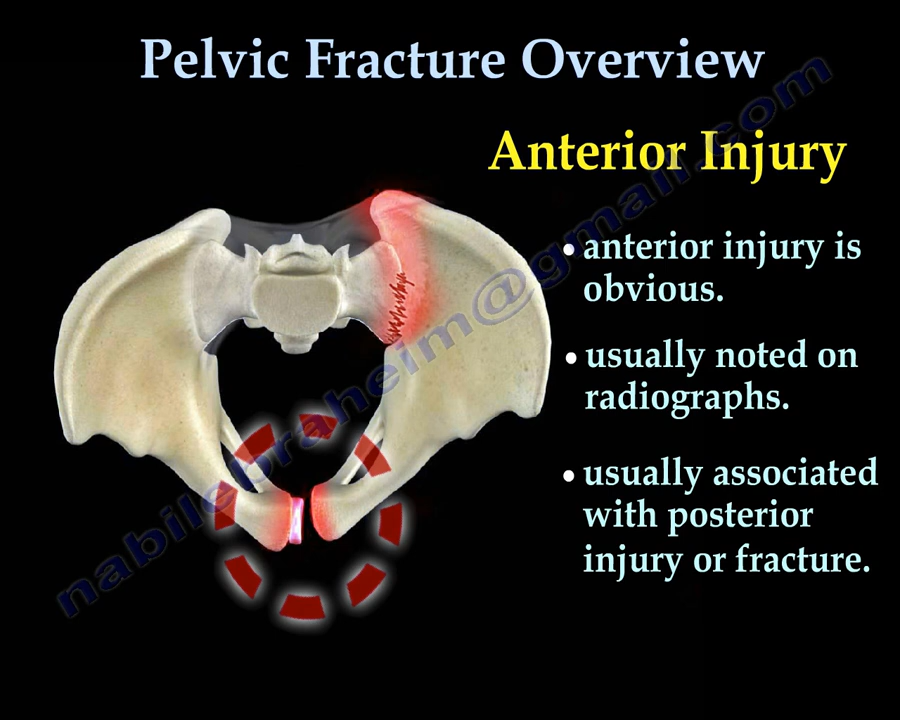 Pelvic Fracture Overview
Anterior Injury
• anterior injury is
obvious.
• usually noted on
radiographs.
• usually associated
with posterior
injury or fracture.
nabilebraheim@gmail.com